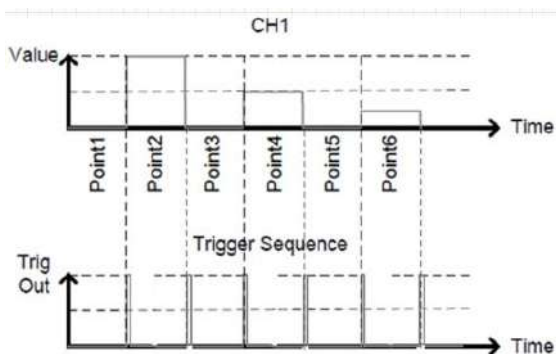 CH1
Value
Time
Point1
Point2
Point3
Point4
Point5
Point6
Trigger Sequence
Trig
Out
Time